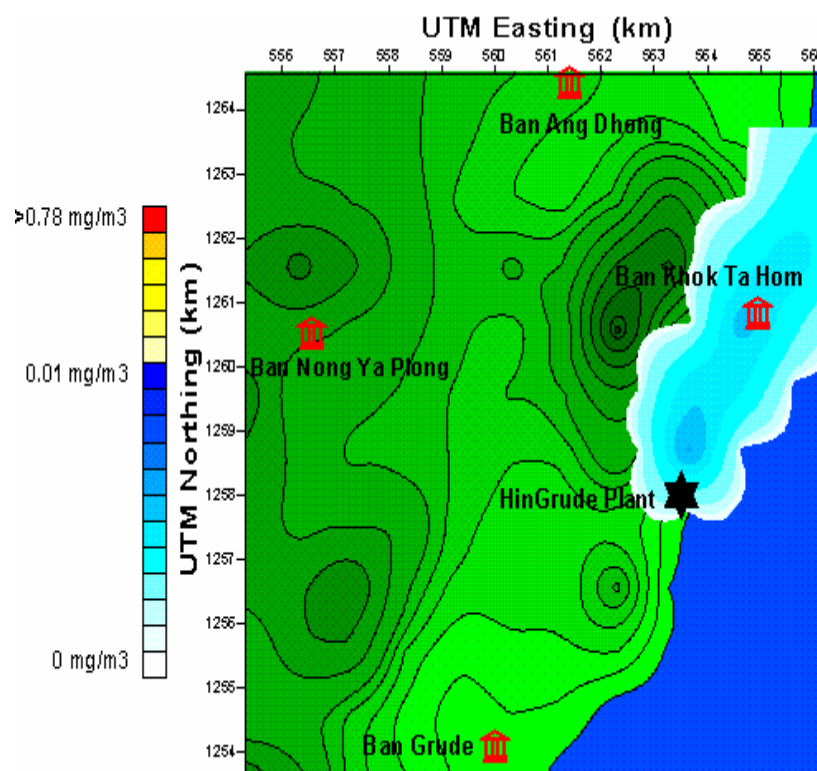 UTM Easting (km)
556 557 558 559 560 561 562 563 564 565 566
1264
Ban Ang Dhong
1263
>0.78 mg/m3
1262
Ban Khok Ta Hom
1261
UTM Northing (km)
0.01 mg/m3
1260
Ban Nong Ya Plong
1259
1258
HinGrude Plant
1257
1256
0 mg/m3
1255
1254
Ban Grude